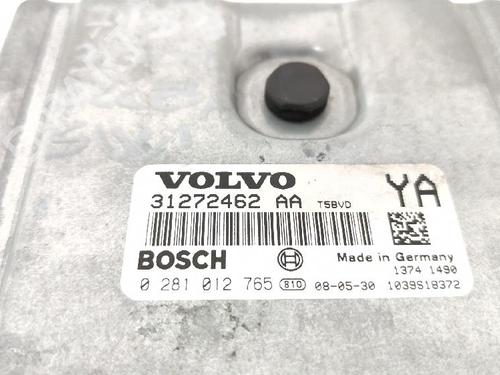 VOLVO
YA
31272462 AA T5BVD
BOSCH
Made in Germany
1374 1490
0 281 012 765 810 08-05-30 1039S18372